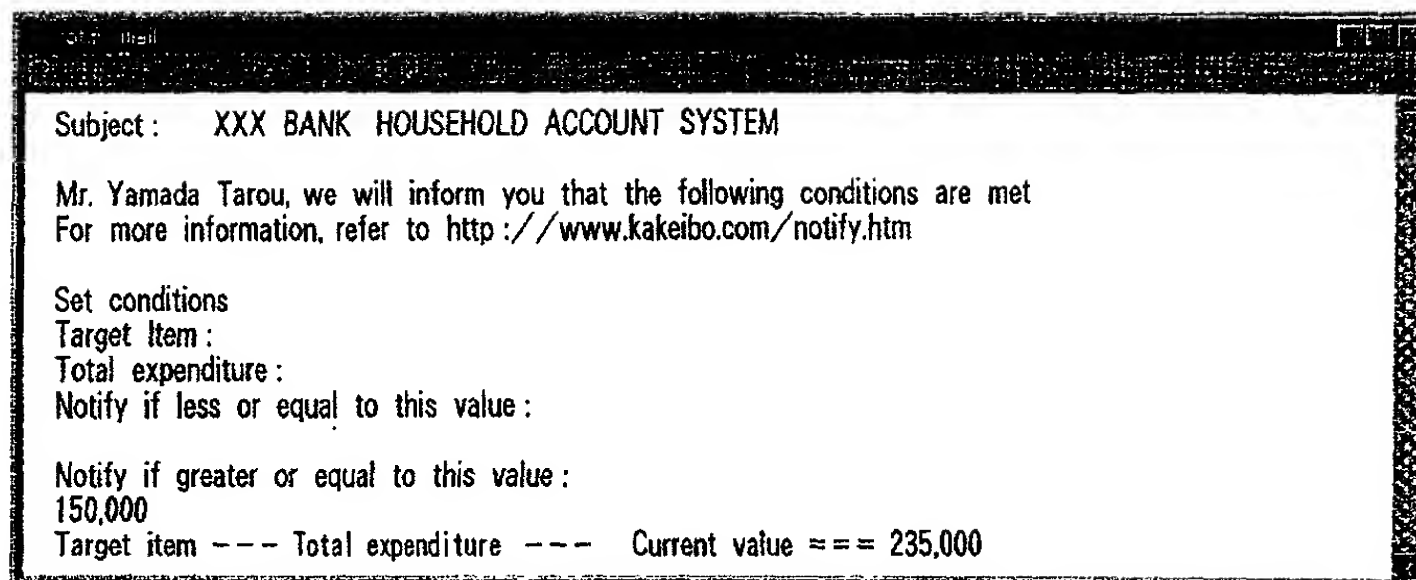 Subject : XXX BANK HOUSEHOLD ACCOUNT SYSTEM
Mr. Yamada Tarou, we will inform you that the following conditions are met
For more information, refer to http : / / www.kakeibo.com/notify.htm
Set conditions
Target Item :
Total expenditure :
Notify if less or equal to this value :
Notify if greater or equal to this value :
150,000
Target item --- Total expenditure --- Current value === 235,000